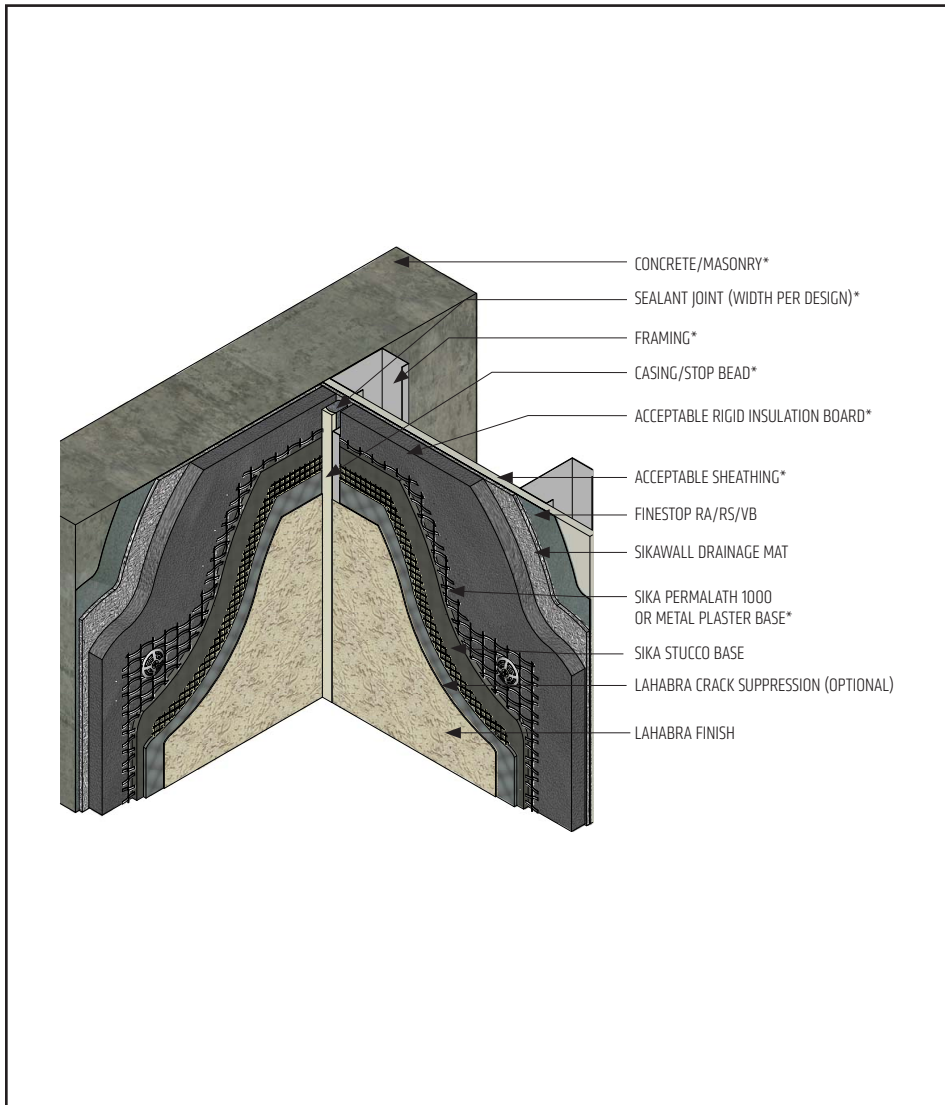 CONCRETE/MASONRY*
SEALANT JOINT (WIDTH PER DESIGN)*
FRAMING*
CASING/STOP BEAD*
ACCEPTABLE RIGID INSULATION BOARD*
ACCEPTABLE SHEATHING*
FINESTOP RA/RS/VB
SIKAWALL DRAINAGE MAT
SIKA PERMALATH 1000
OR METAL PLASTER BASE*
SIKA STUCCO BASE
LAHABRA CRACK SUPPRESSION (OPTIONAL)
LAHABRA FINISH